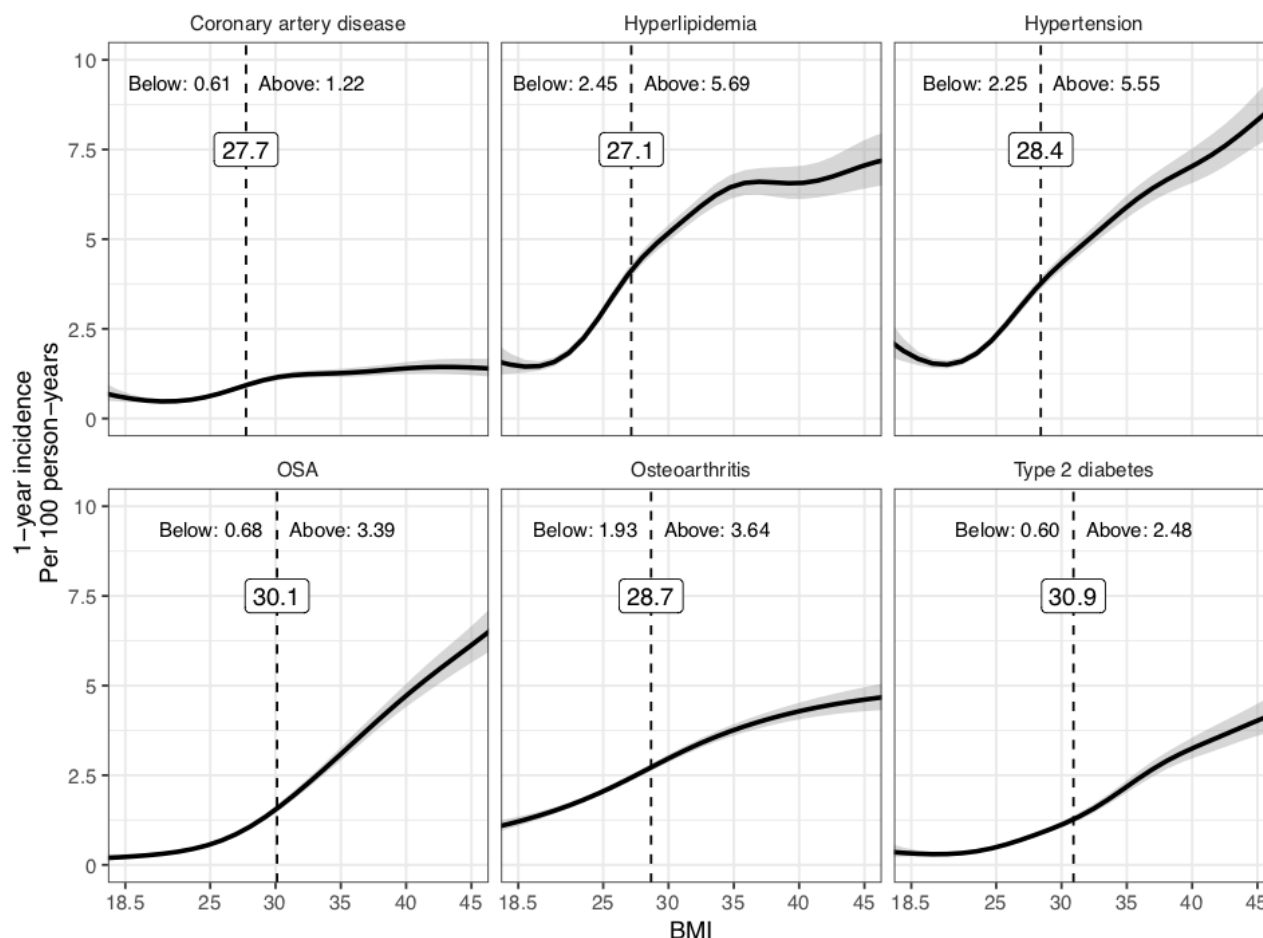 Coronary artery disease
Hyperlipidemia
Hypertension
10
7.5
5
2.5
0
Below: 0.61 Above: 1.22
27.7
Below: 2.45 Above: 5.69
27.1
Below: 2.25 Above: 5.55
28.4
1−year incidence
Per 100 person−years
OSA
Osteoarthritis
Type 2 diabetes
10
7.5
5
2.5
0
Below: 0.68 Above: 3.39
30.1
Below: 1.93 Above: 3.64
28.7
Below: 0.60 Above: 2.48
30.9
18.5 25 30 35 40 45
18.5 25 30 35 40 45
18.5 25 30 35 40 45
BMI